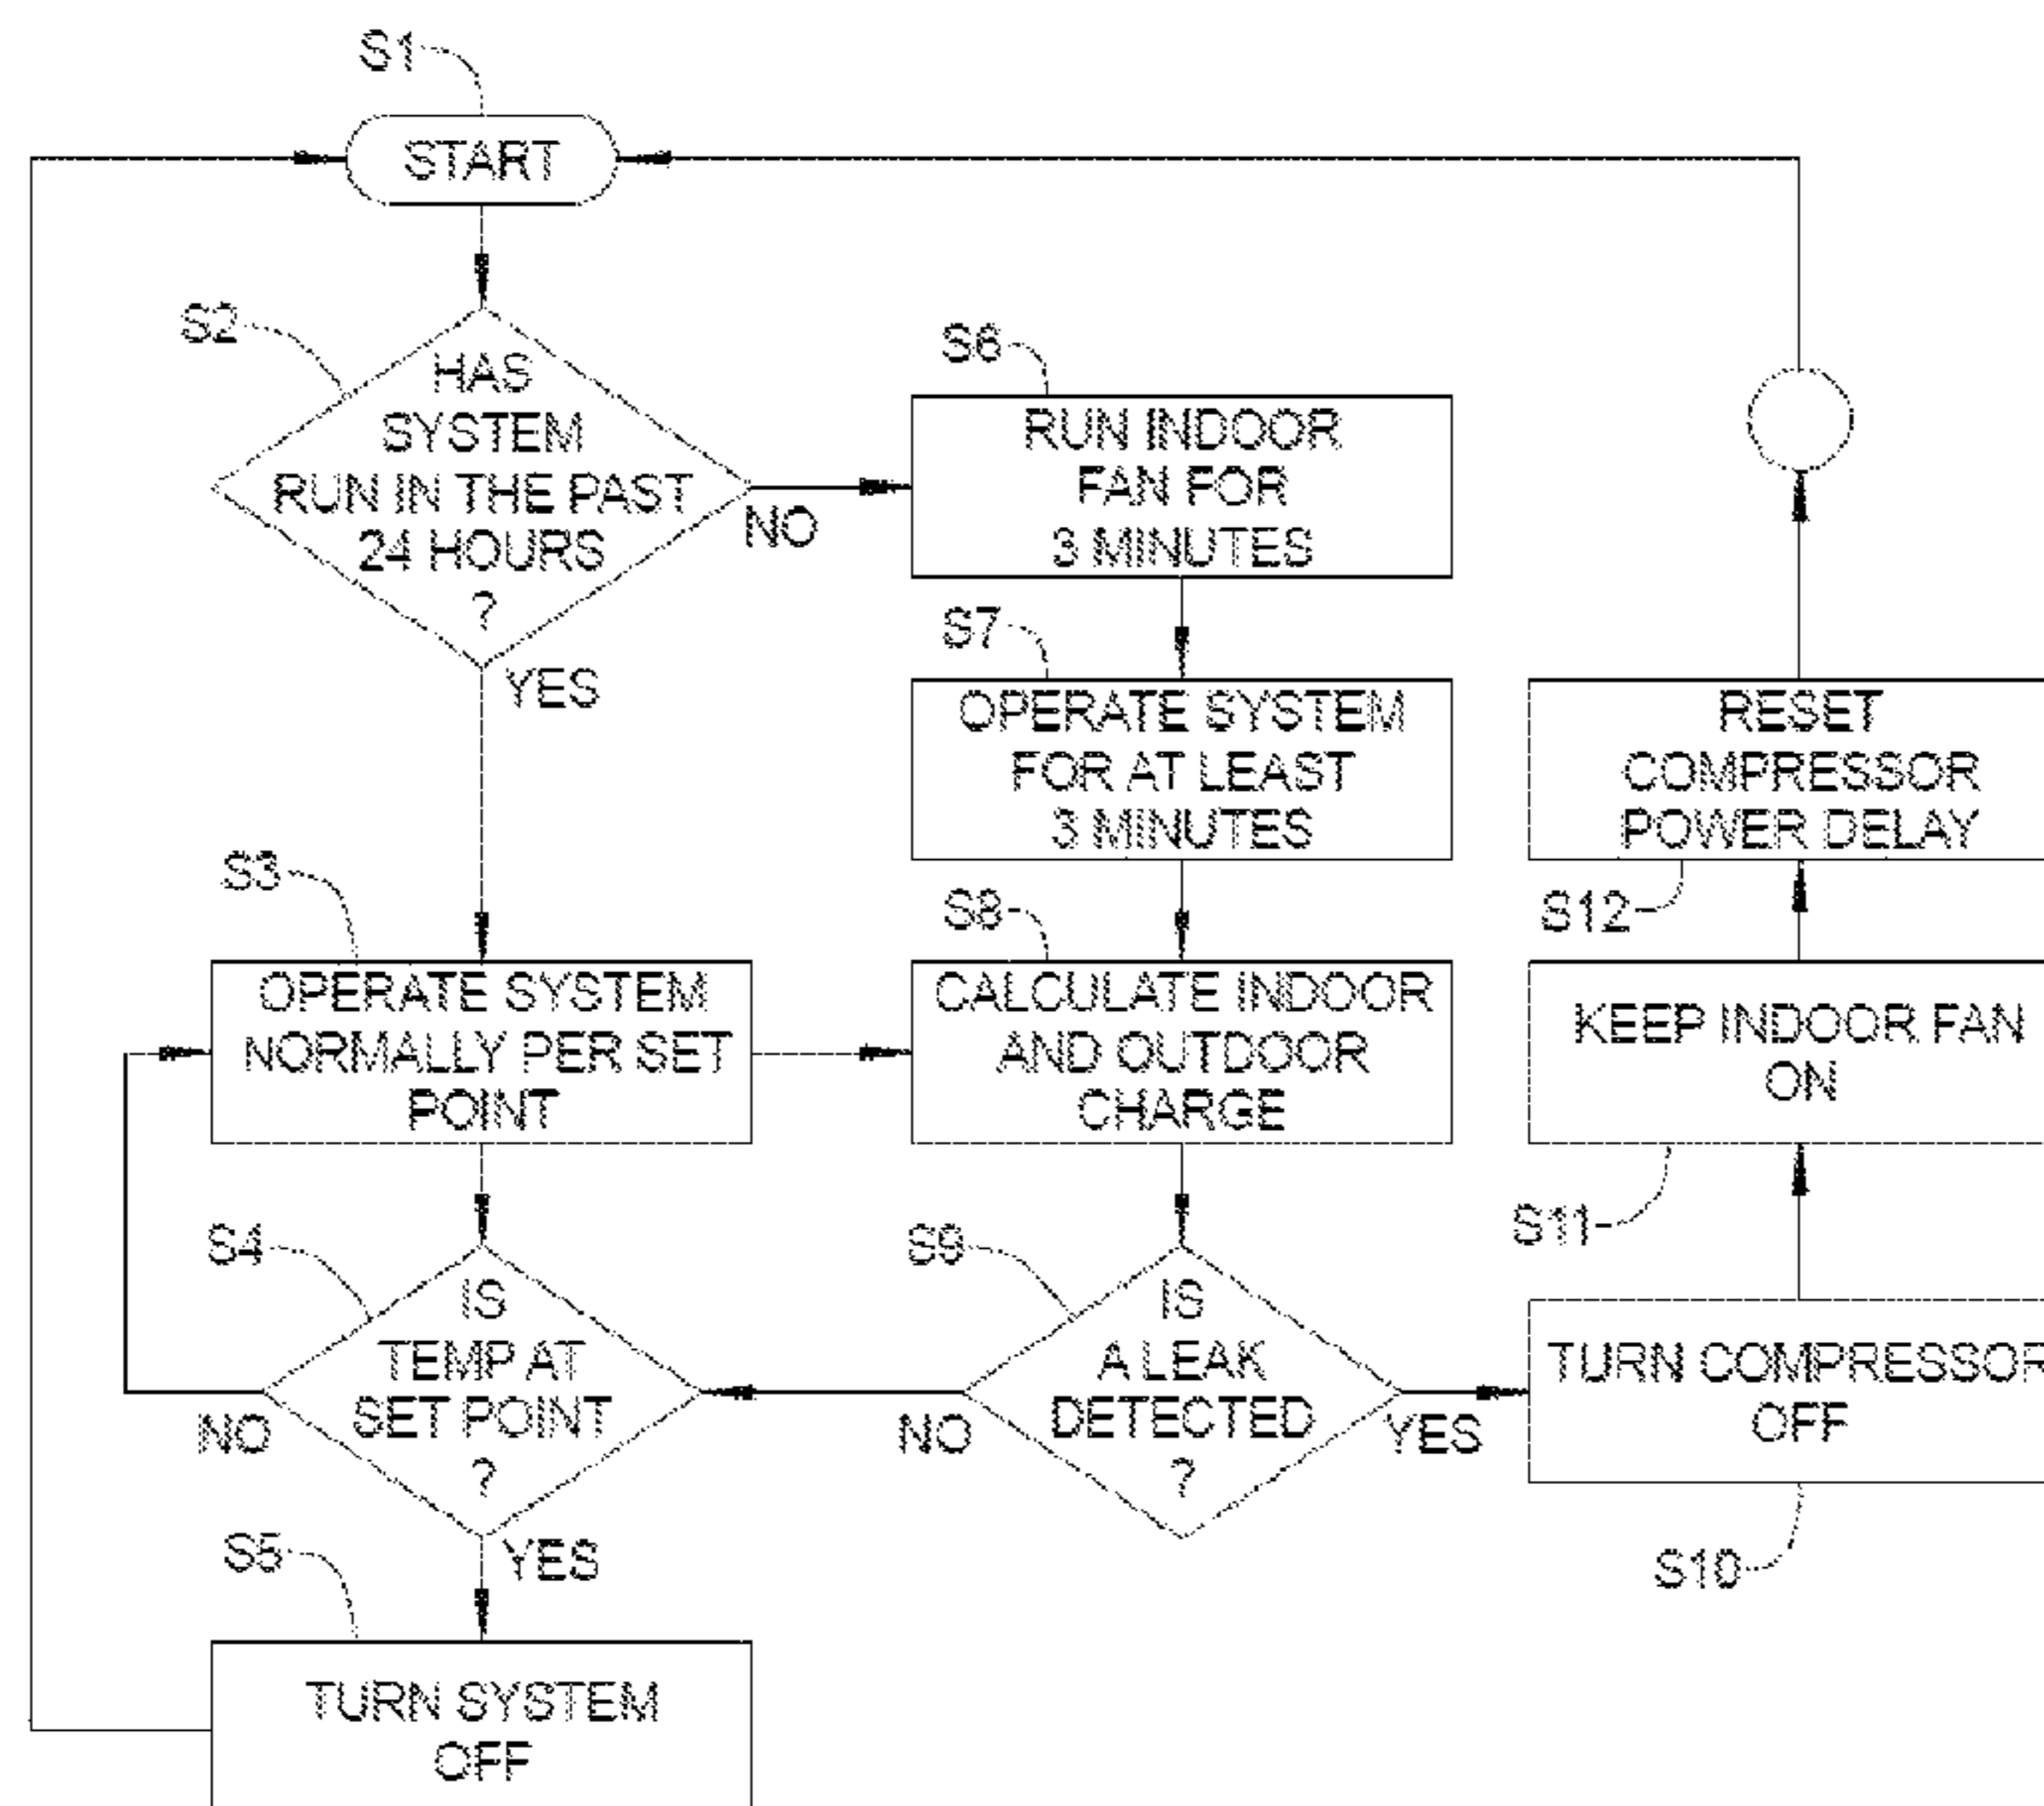 S1
START
S2
HAS
SYSTEM
RUN IN THE PAST
24 HOURS
?
NO
YES
S6
RUN INDOOR
FAN FOR
3 MINUTES
S7
OPERATE SYSTEM
FOR AT LEAST
3 MINUTES
RESET
COMPRESSOR
POWER DELAY
S12
S3
OPERATE SYSTEM
NORMALLY PER SET
POINT
S8
CALCULATE INDOOR
AND OUTDOOR
CHARGE
KEEP INDOOR FAN
ON
S11
S4
IS
TEMP AT
SET POINT
?
NO
YES
S9
IS
A LEAK
DETECTED
?
NO
YES
TURN COMPRESSOR
OFF
S10
S5
TURN SYSTEM
OFF